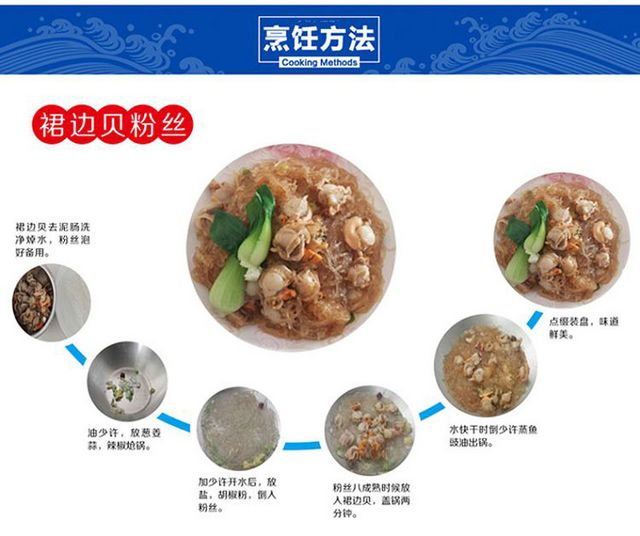 烹饪方法
Cooking Methods
裙边贝粉丝
裙边贝去泥肠洗
净焯水，粉丝泡
好备用。
油少许，放葱姜
蒜，辣椒炝锅。
加少许开水后，放
盐，胡椒粉，倒人
粉丝。
粉丝八成熟时候放
人裙边贝，盖锅两
分钟。
水快干时倒少许蒸鱼
豉油出锅。
点缀装盘，味道
鲜美。